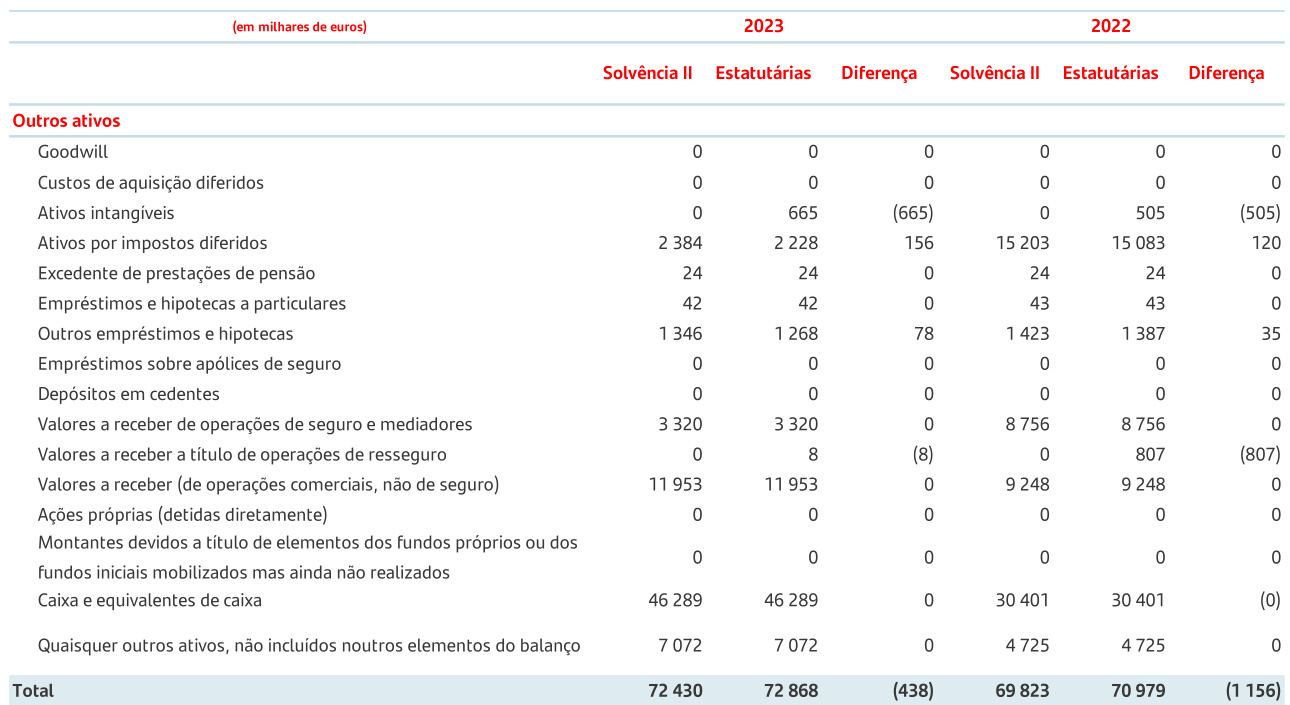 (em milhares de euros) 2023 2022
Solvência II Estatutárias Diferença Solvência II Estatutárias Diferença
Outros ativos
Goodwill 0 0 0 0 0 0
Custos de aquisição diferidos 0 0 0 0 0 0
Ativos intangíveis 0 665 (665) 0 505 (505)
Ativos por impostos diferidos 2 384 2 228 156 15 203 15 083 120
Excedente de prestações de pensão 24 24 0 24 24 0
Empréstimos e hipotecas a particulares 42 42 0 43 43 0
Outros empréstimos e hipotecas 1 346 1 268 78 1 423 1 387 35
Empréstimos sobre apólices de seguro 0 0 0 0 0 0
Depósitos em cedentes 0 0 0 0 0 0
Valores a receber de operações de seguro e mediadores 3 320 3 320 0 8 756 8 756 0
Valores a receber a título de operações de resseguro 0 8 (8) 0 807 (807)
Valores a receber (de operações comerciais, não de seguro) 11 953 11 953 0 9 248 9 248 0
Ações próprias (detidas diretamente) 0 0 0 0 0 0
Montantes devidos a título de elementos dos fundos próprios ou dos
fundos iniciais mobilizados mas ainda não realizados 0 0 0 0 0 0
Caixa e equivalentes de caixa 46 289 46 289 0 30 401 30 401 (0)
Quaisquer outros ativos, não incluídos noutros elementos do balanço 7 072 7 072 0 4 725 4 725 0
Total 72 430 72 868 (438) 69 823 70 979 (1 156)